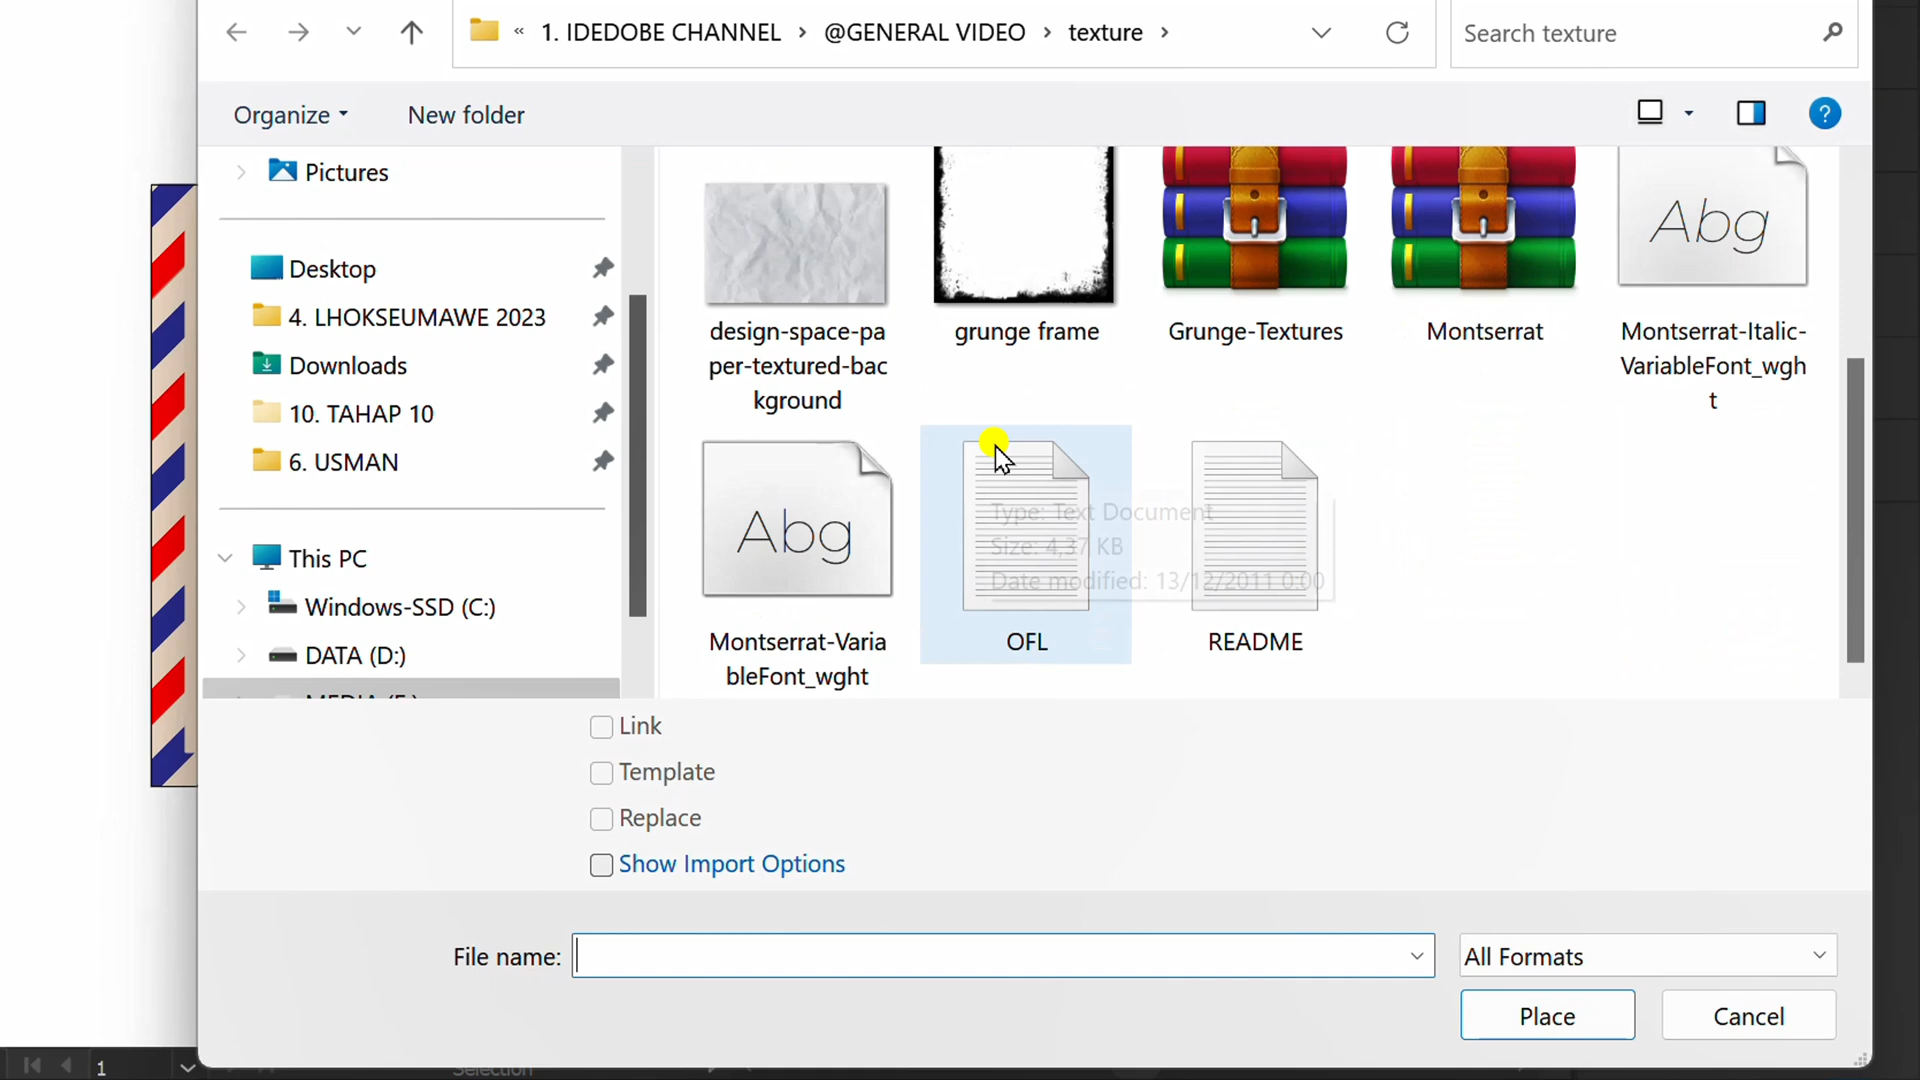 « 1. IDEDOBE CHANNEL › @GENERAL VIDEO › texture ›
Search texture
Organize
New folder
?
Pictures
Desktop
4. LHOKSEUMAWE 2023
Downloads
10. TAHAP 10
6. USMAN
This PC
Windows-SSD (C:)
DATA (D:)
design-space-pa
per-textured-bac
kground
grunge frame
Grunge-Textures
Montserrat
Abg
Montserrat-Italic-
VariableFont_wgh
t
Abg
Montserrat-Varia
bleFont_wght
OFL
README
Type: Text Document
Size: 4,37 KB
Date modified: 13/12/2011 0:00
Link
Template
Replace
Show Import Options
File name:
All Formats
Place
Cancel
1
Selection